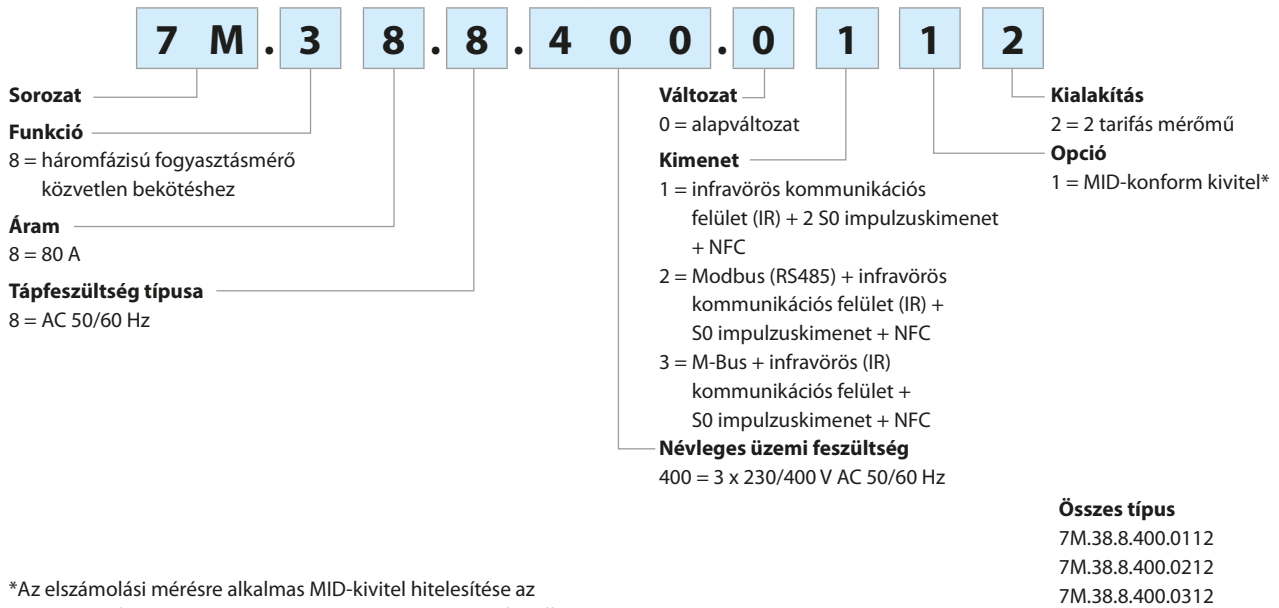 7 M . 3 8 . 8 . 4 0 0 . 0 1 1 2
Sorozat
Funkció
8 = háromfázisú fogyasztásmérő
közvetlen bekötéshez
Áram
8 = 80 A
Tápfeszültség típusa
8 = AC 50/60 Hz
Változat
0 = alapváltozat
Kimenet
1 = infravörös kommunikációs
felület (IR) + 2 S0 impulzuskimenet
+ NFC
2 = Modbus (RS485) + infravörös
kommunikációs felület (IR) +
S0 impulzuskimenet + NFC
3 = M-Bus + infravörös (IR)
kommunikációs felület +
S0 impulzuskimenet + NFC
Névleges üzemi feszültség
400 = 3 x 230/400 V AC 50/60 Hz
Kialakítás
2 = 2 tarifás mérőmű
Opció
1 = MID-konform kivitel*
Összes típus
7M.38.8.400.0112
7M.38.8.400.0212
7M.38.8.400.0312
*Az elszámolási mérésre alkalmas MID-kivitel hitelesítése az